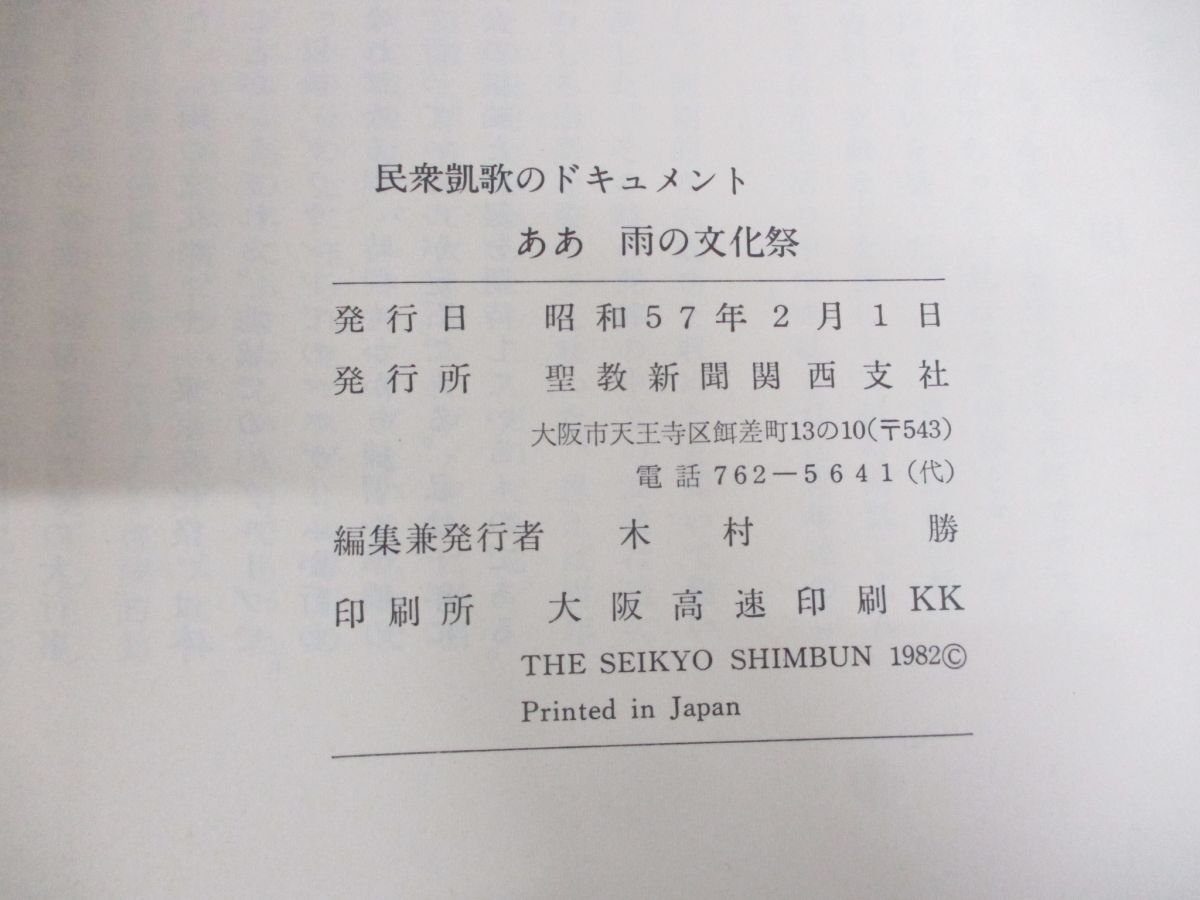 民衆凱歌のドキュメント
ああ 雨の文化祭
発行日 昭和57年2月1日
発行所 聖教新聞関西支社
大阪市天王寺区餌差町13の10(〒543)
電話762-5641(代)
編集兼発行者 木村 勝
印刷所 大阪高速印刷KK
THE SEIKYO SHIMBUN 1982©
Printed in Japan